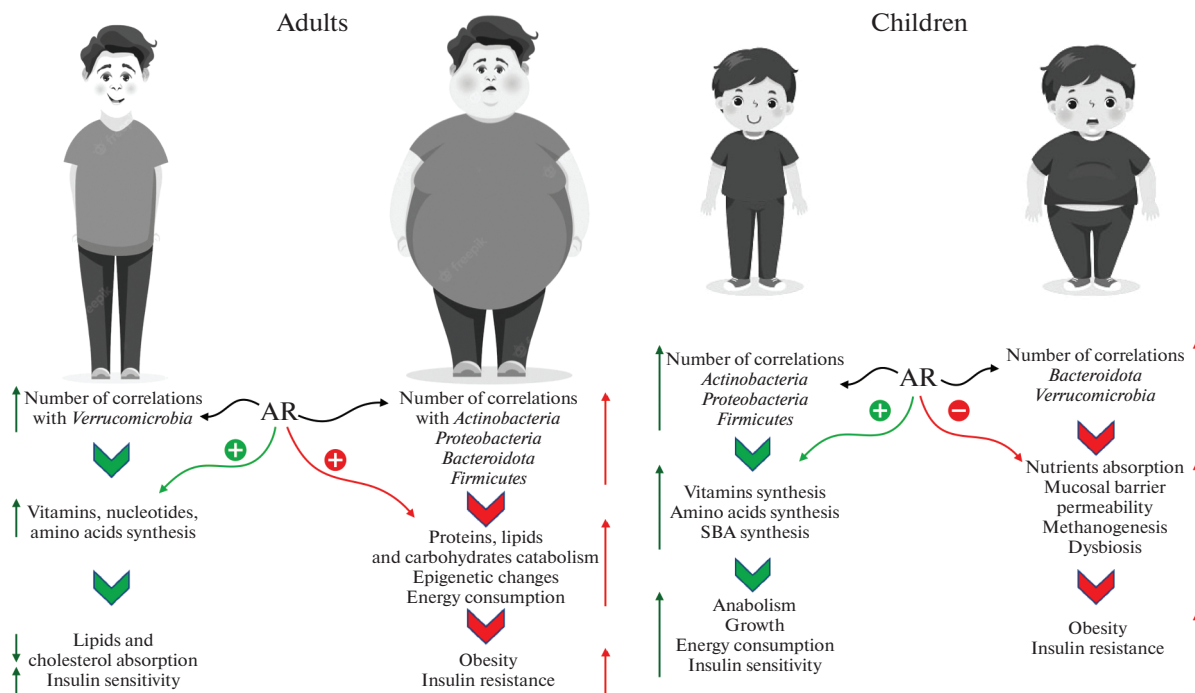 Adults
Children
Number of correlations
with Verrucomicrobia
AR
Number of correlations
with Actinobacteria
Proteobacteria
Bacteroidota
Firmicutes
+
+
Vitamins, nucleotides,
amino acids synthesis
Proteins, lipids
and carbohydrates catabolism
Epigenetic changes
Energy consumption
Lipids and
cholesterol absorption
Insulin sensitivity
Obesity
Insulin resistance
Number of correlations
Actinobacteria
Proteobacteria
Firmicutes
AR
Number of correlations
Bacteroidota
Verrucomicrobia
+
−
Vitamins synthesis
Amino acids synthesis
SBA synthesis
Nutrients absorption
Mucosal barrier
permeability
Methanogenesis
Dysbiosis
Anabolism
Growth
Energy consumption
Insulin sensitivity
Obesity
Insulin resistance
freepik
freepik
freepik